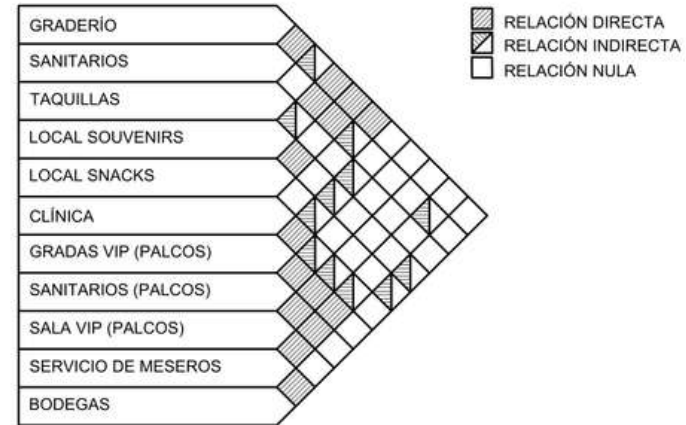 GRADERÍO
SANITARIOS
TAQUILLAS
LOCAL SOUVENIRS
LOCAL SNACKS
CLÍNICA
GRADAS VIP (PALCOS)
SANITARIOS (PALCOS)
SALA VIP (PALCOS)
SERVICIO DE MESEROS
BODEGAS
RELACIÓN DIRECTA
RELACIÓN INDIRECTA
RELACIÓN NULA